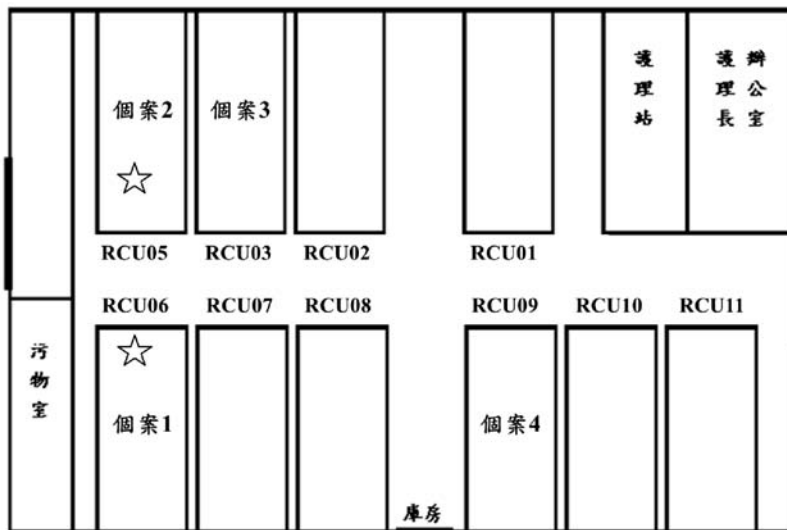 個案2
個案3
護理站
護理長
辦公室
RCU05
RCU03
RCU02
RCU01
RCU06
RCU07
RCU08
RCU09
RCU10
RCU11
污物室
個案1
個案4
庫房